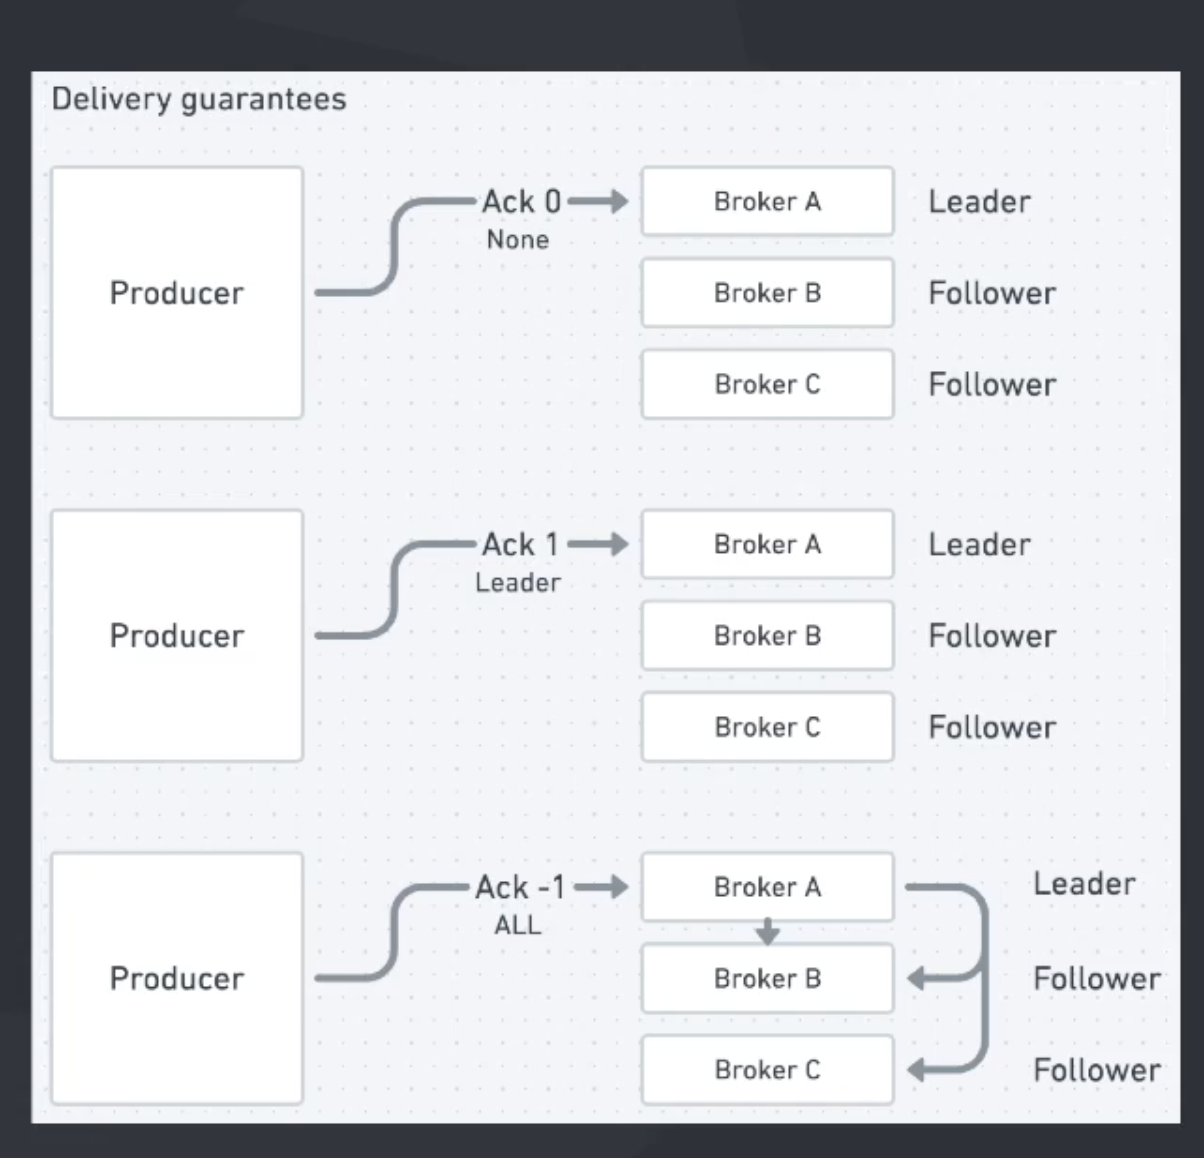 Delivery guarantees
Producer
Ack 0
None
Broker A
Leader
Broker B
Follower
Broker C
Follower
Producer
Ack 1
Leader
Broker A
Leader
Broker B
Follower
Broker C
Follower
Producer
Ack -1
ALL
Broker A
Leader
Broker B
Follower
Broker C
Follower